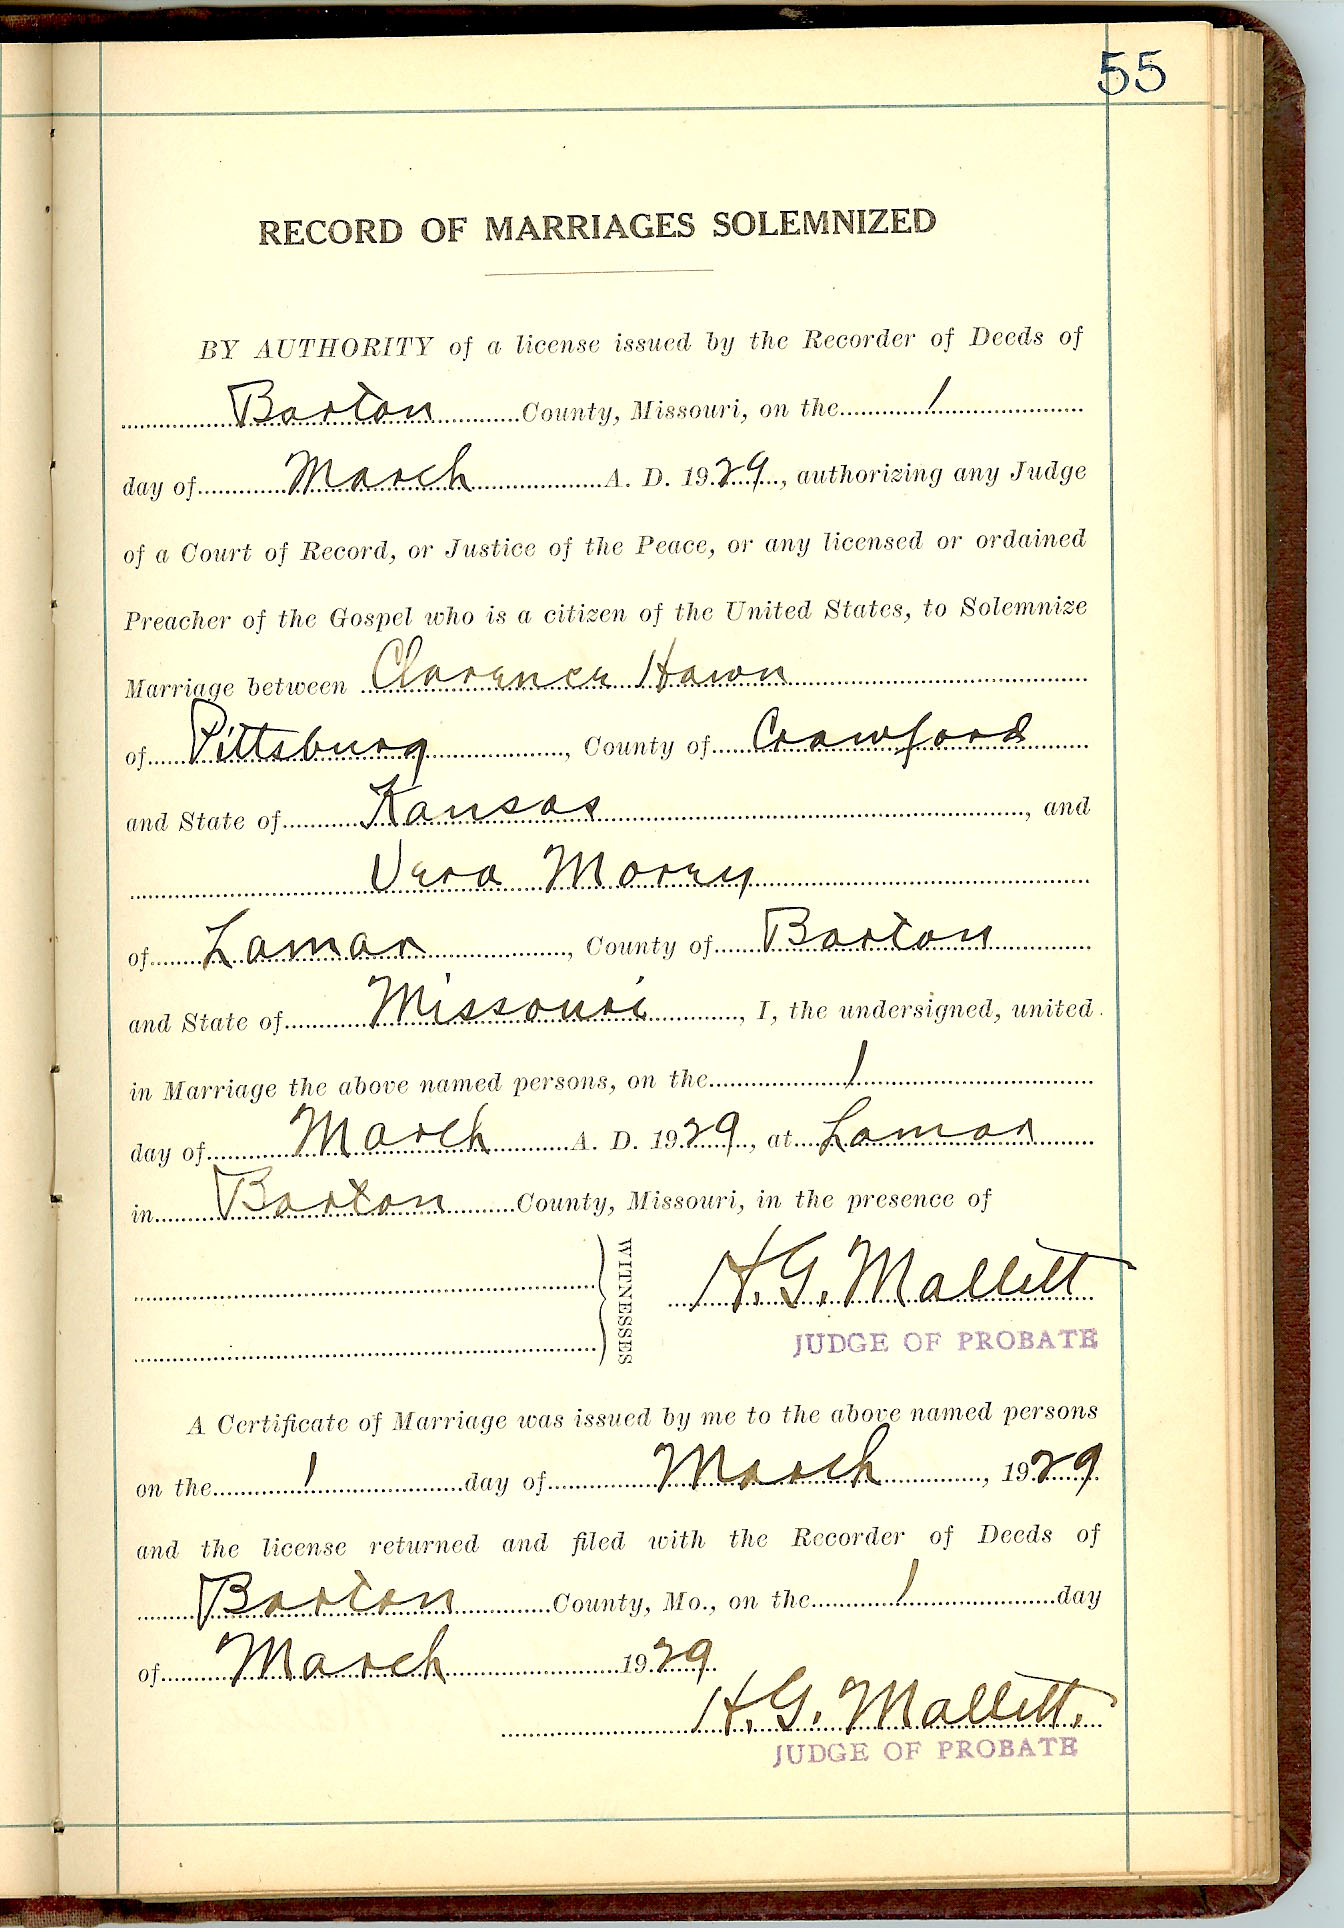 55
RECORD OF MARRIAGES SOLEMNIZED
BY AUTHORITY of a license issued by the Recorder of Deeds of
Barton County, Missouri, on the 1
day of March A. D. 1929, authorizing any Judge
of a Court of Record, or Justice of the Peace, or any licensed or ordained
Preacher of the Gospel who is a citizen of the United States, to Solemnize
Marriage between Clarence Hawn
of Pittsburg, County of Crawford
and State of Kansas, and
Vera Morey
of Lamar, County of Barton
and State of Missouri, I, the undersigned, united
in Marriage the above named persons, on the 1
day of March A. D. 1929, at Lamar
in Barton County, Missouri, in the presence of
WITNESSES
H. G. Mallett
JUDGE OF PROBATE
A Certificate of Marriage was issued by me to the above named persons
on the 1 day of March, 1929
and the license returned and filed with the Recorder of Deeds of
Barton County, Mo., on the 1 day
of March 1929
H. G. Mallett.
JUDGE OF PROBATE